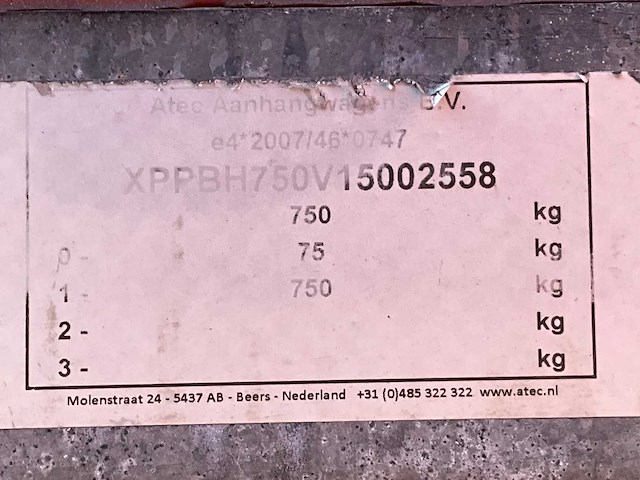 Atec Aanhangwagens B.V.
e4*2007/46*0747
XPPBH750V15002558
750 kg
0 - 75 kg
1 - 750 kg
2 - kg
3 - kg
Molenstraat 24 - 5437 AB - Beers - Nederland +31 (0)485 322 322 www.atec.nl